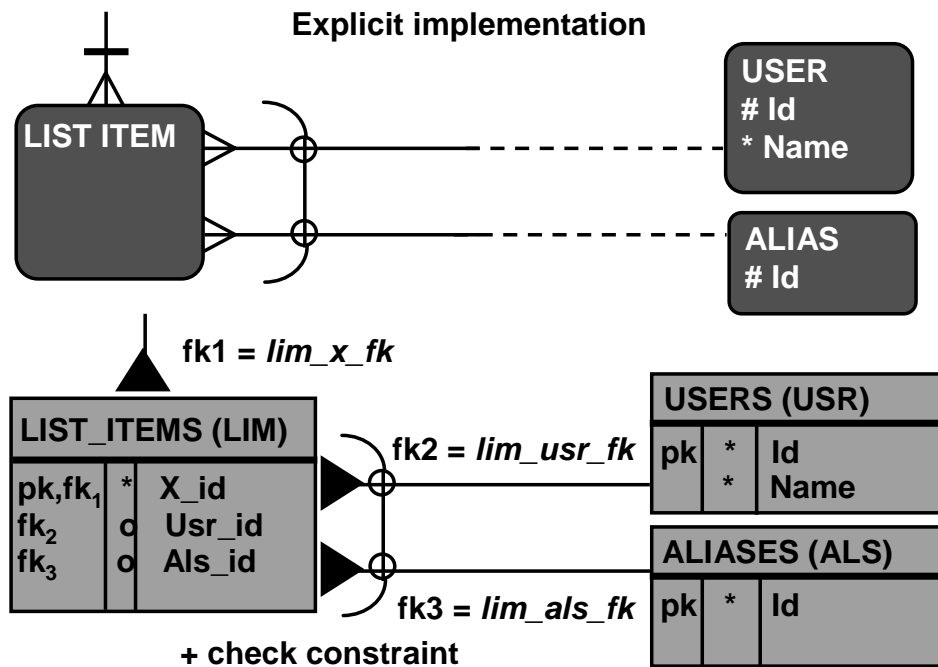 Explicit implementation
LIST ITEM
USER
# Id
* Name
ALIAS
# Id
fk1 = lim_x_fk
LIST_ITEMS (LIM)
pk,fk1 * X_id
fk2 o Usr_id
fk3 o Als_id
fk2 = lim_usr_fk
fk3 = lim_als_fk
USERS (USR)
pk * Id
* Name
ALIASES (ALS)
pk * Id
+ check constraint